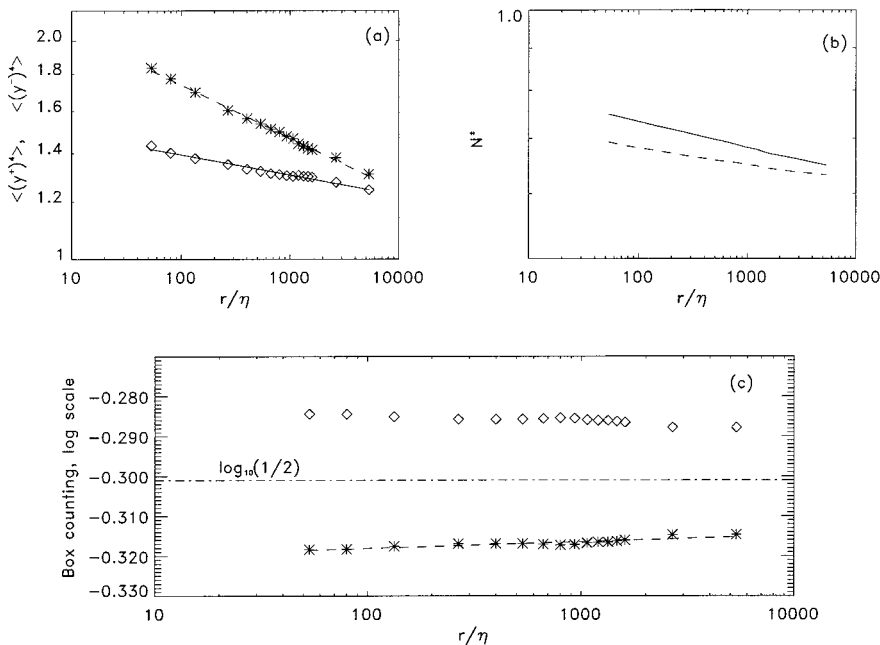 (a)
<(y⁺)⁴>, <(y⁻)⁴>
2.0
1.8
1.6
1.4
1.2
1
10 100 1000 10000
r/η
(b)
N±
1.0
10 100 1000 10000
r/η
(c)
Box counting, log scale
-0.280
-0.290
-0.300
-0.310
-0.320
-0.330
log₁₀(1/2)
10 100 1000 10000
r/η